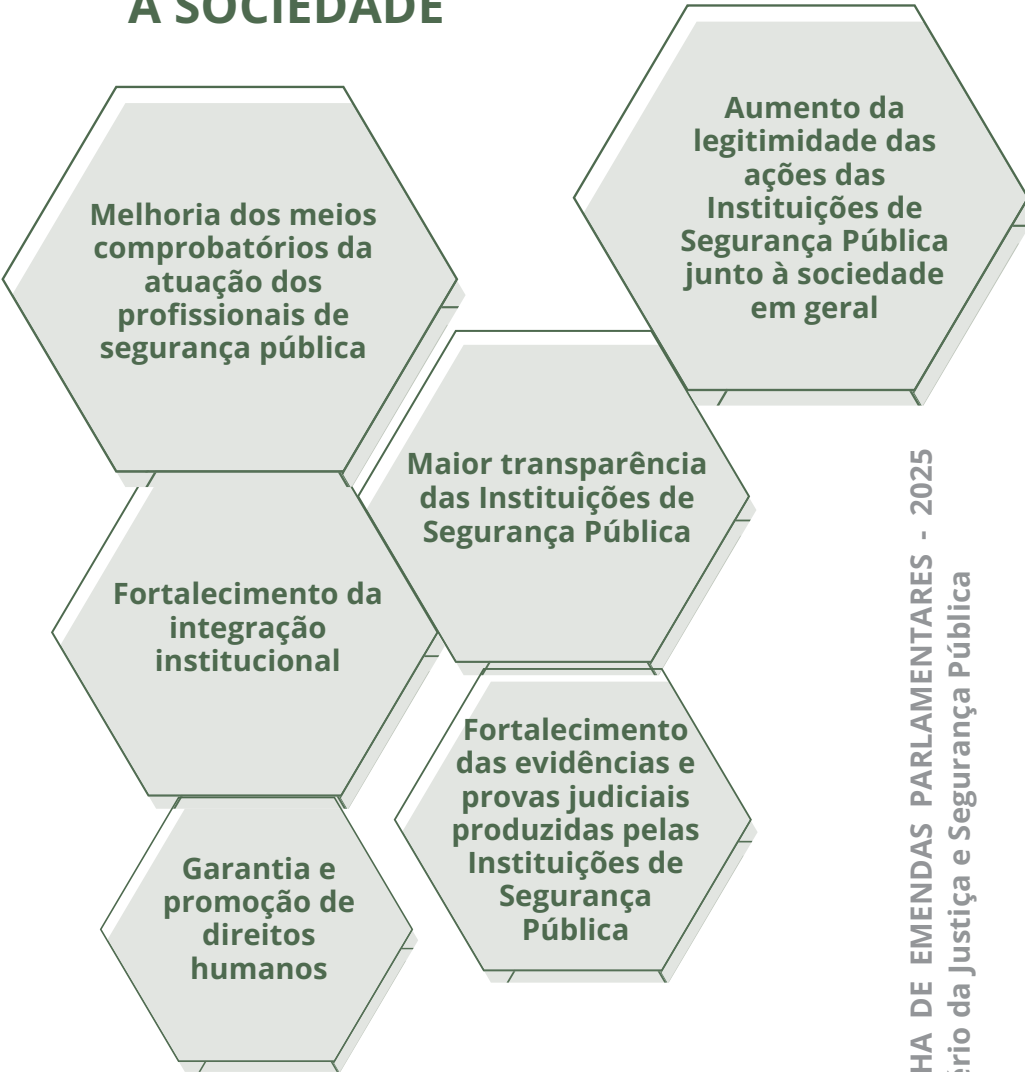 À SOCIEDADE
Aumento da
legitimidade das
ações das
Instituições de
Segurança Pública
junto à sociedade
em geral
Melhoria dos meios
comprobatórios da
atuação dos
profissionais de
segurança pública
Maior transparência
das Instituições de
Segurança Pública
Fortalecimento da
integração
institucional
Fortalecimento
das evidências e
provas judiciais
produzidas pelas
Instituições de
Segurança
Pública
Garantia e
promoção de
direitos
humanos
HA DE EMENDAS PARLAMENTARES - 2025
ério da Justiça e Segurança Pública